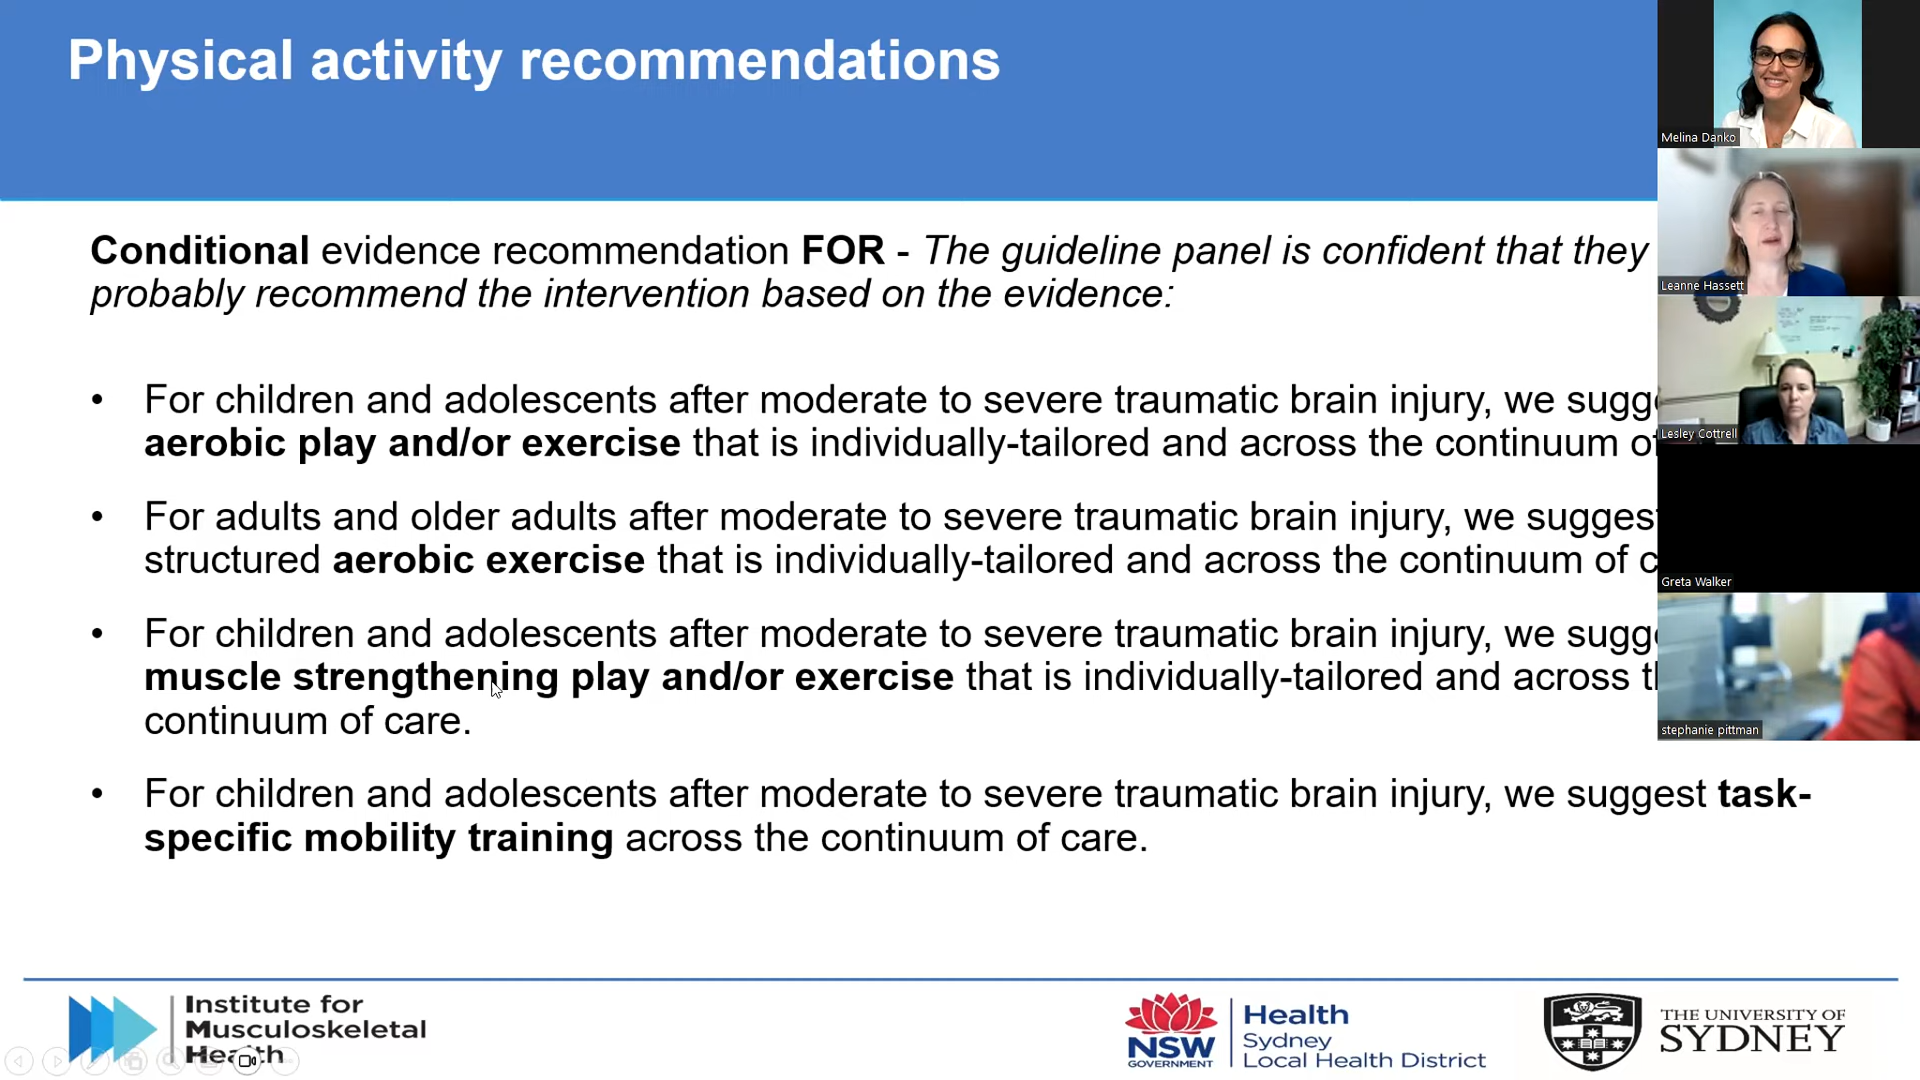 Physical activity recommendations
Conditional evidence recommendation FOR - The guideline panel is confident that they
probably recommend the intervention based on the evidence:
• For children and adolescents after moderate to severe traumatic brain injury, we
aerobic play and/or exercise that is individually-tailored and across the continuum
• For adults and older adults after moderate to severe traumatic brain injury, we suggest
structured aerobic exercise that is individually-tailored and across the continuum of
• For children and adolescents after moderate to severe traumatic brain injury, we
muscle strengthening play and/or exercise that is individually-tailored and across
continuum of care.
• For children and adolescents after moderate to severe traumatic brain injury, we suggest task-
specific mobility training across the continuum of care.
Melina Danko
Leanne Hassett
Lesley Cottrell
Greta Walker
stephanie pittman
Institute for
Musculoskeletal
Health
NSW
GOVERNMENT
Health
Sydney
Local Health District
THE UNIVERSITY OF
SYDNEY